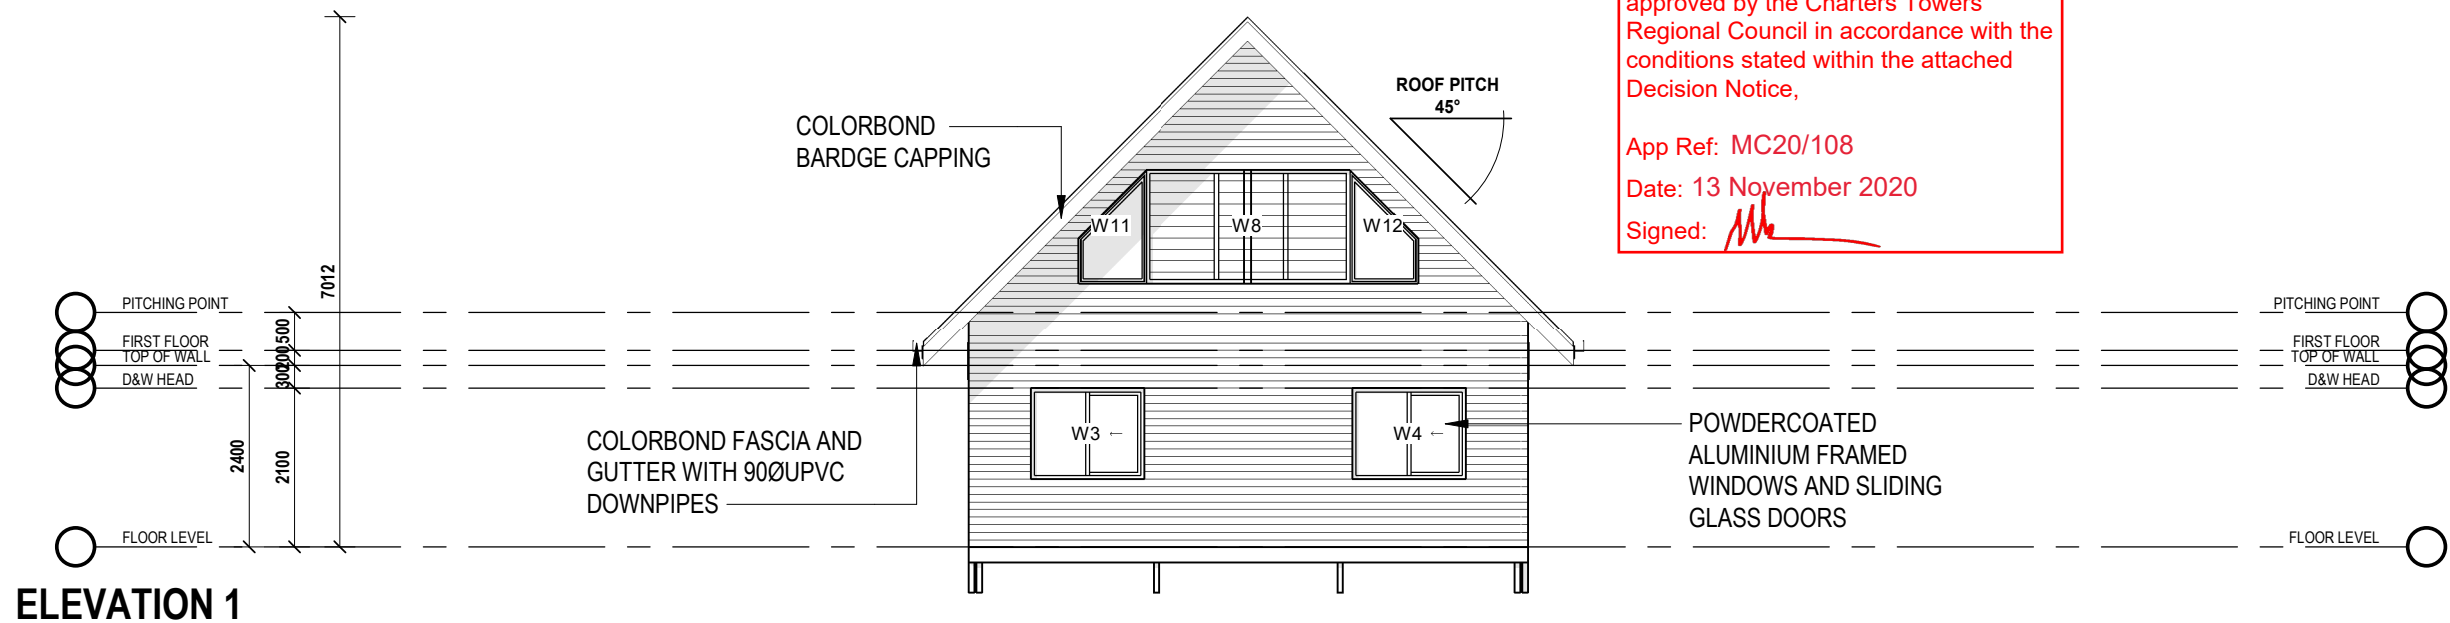 approved by the Charters Towers
Regional Council in accordance with the
conditions stated within the attached
Decision Notice,
App Ref: MC20/108
Date: 13 November 2020
Signed:
ROOF PITCH
45°
COLORBOND
BARDGE CAPPING
W11
W8
W12
7012
PITCHING POINT
500
PITCHING POINT
FIRST FLOOR
200
FIRST FLOOR
TOP OF WALL
TOP OF WALL
300
D&W HEAD
D&W HEAD
2400
2100
W3 ←
W4 ←
COLORBOND FASCIA AND
GUTTER WITH 90ØUPVC
DOWNPIPES
POWDERCOATED
ALUMINIUM FRAMED
WINDOWS AND SLIDING
GLASS DOORS
FLOOR LEVEL
FLOOR LEVEL
ELEVATION 1